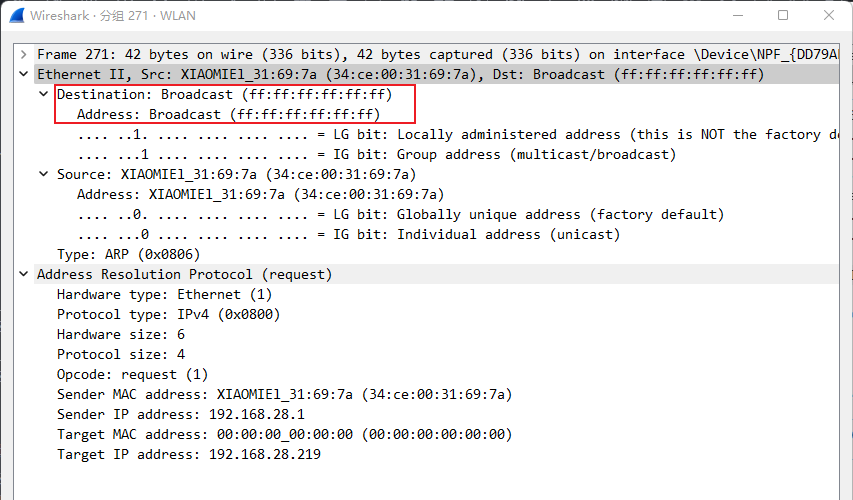 Wireshark · 分组 271 · WLAN
Frame 271: 42 bytes on wire (336 bits), 42 bytes captured (336 bits) on interface \Device\NPF_{DD79A
Ethernet II, Src: XIAOMIEl_31:69:7a (34:ce:00:31:69:7a), Dst: Broadcast (ff:ff:ff:ff:ff:ff)
Destination: Broadcast (ff:ff:ff:ff:ff:ff)
Address: Broadcast (ff:ff:ff:ff:ff:ff)
.... ..1. .... .... .... .... = LG bit: Locally administered address (this is NOT the factory de
.... ...1 .... .... .... .... = IG bit: Group address (multicast/broadcast)
Source: XIAOMIEl_31:69:7a (34:ce:00:31:69:7a)
Address: XIAOMIEl_31:69:7a (34:ce:00:31:69:7a)
.... ..0. .... .... .... .... = LG bit: Globally unique address (factory default)
.... ...0 .... .... .... .... = IG bit: Individual address (unicast)
Type: ARP (0x0806)
Address Resolution Protocol (request)
Hardware type: Ethernet (1)
Protocol type: IPv4 (0x0800)
Hardware size: 6
Protocol size: 4
Opcode: request (1)
Sender MAC address: XIAOMIEl_31:69:7a (34:ce:00:31:69:7a)
Sender IP address: 192.168.28.1
Target MAC address: 00:00:00_00:00:00 (00:00:00:00:00:00)
Target IP address: 192.168.28.219